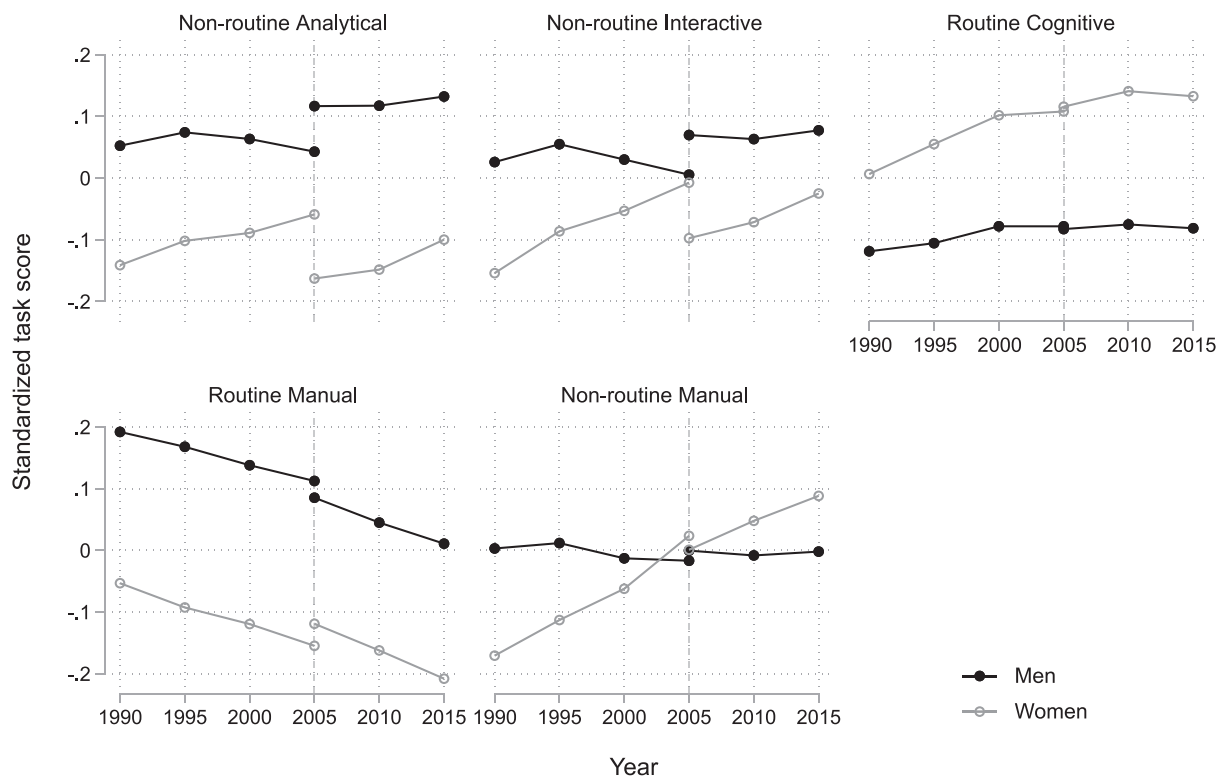 Non-routine Analytical
Non-routine Interactive
Routine Cognitive
.2
.1
0
-.1
-.2
1990 1995 2000 2005 2010 2015
Standardized task score
Routine Manual
Non-routine Manual
.2
.1
0
-.1
-.2
1990 1995 2000 2005 2010 2015
1990 1995 2000 2005 2010 2015
Men
Women
Year